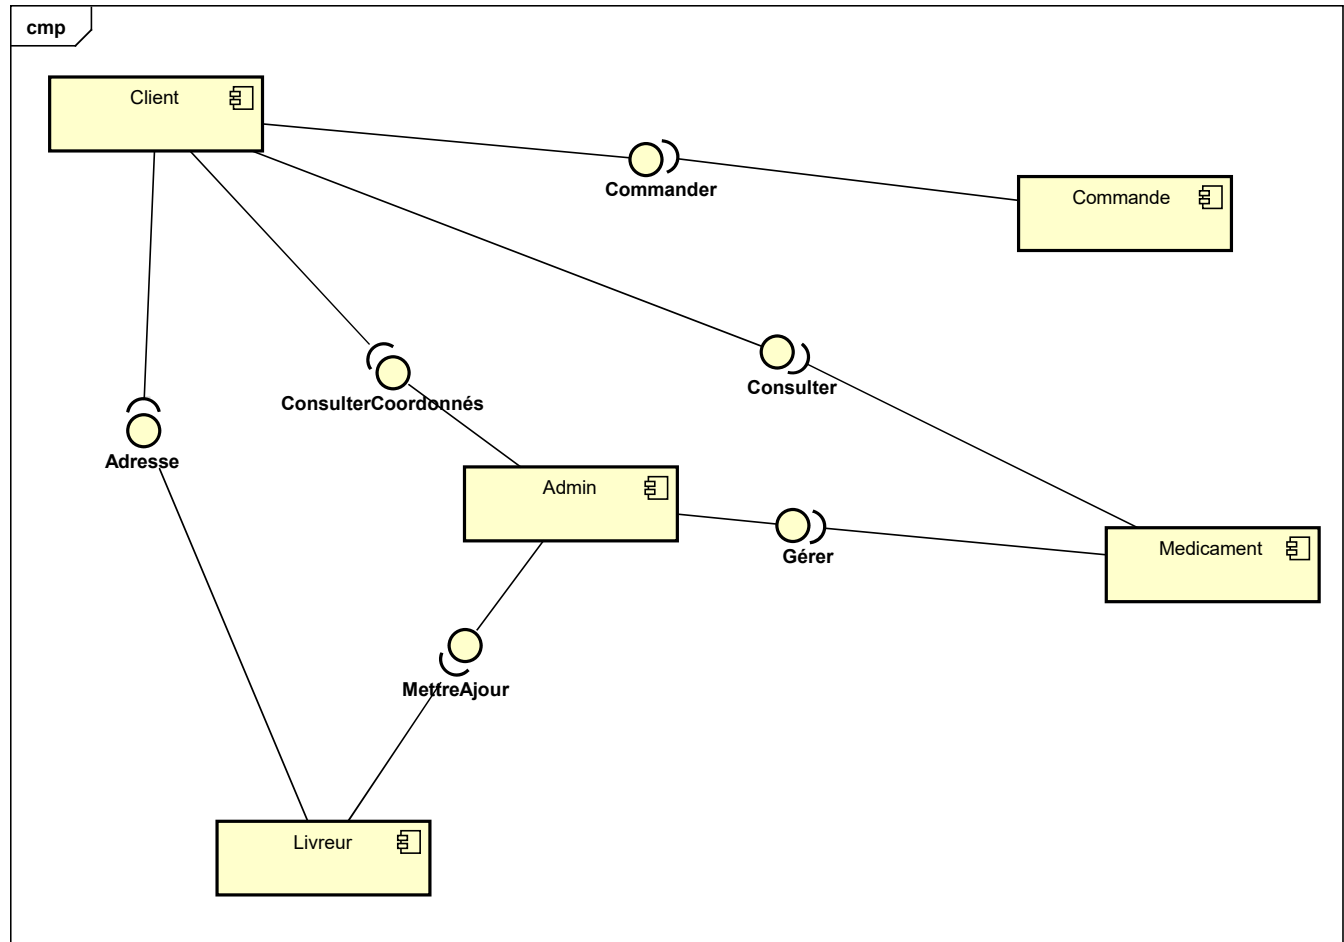 cmp
Client
Commander
Commande
Consulter
ConsulterCoordonnés
Adresse
Admin
Gérer
Medicament
MettreAjour
Livreur